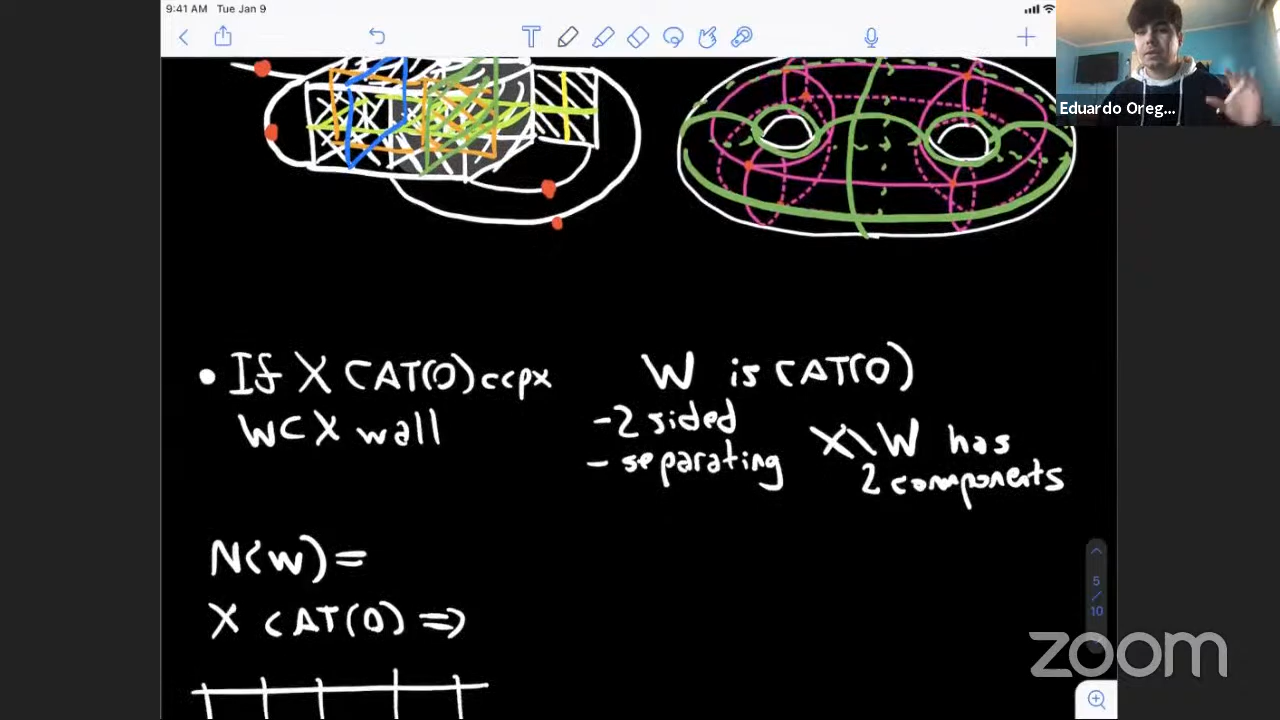 9:41 AM Tue Jan 9
Eduardo Oreg...
• If X CAT(0) ccpx
W ⊂ X wall
W is CAT(0)
- 2 sided
- separating
X \ W has
2 components
N(W) =
X CAT(0) ⇒
5
/
10
zoom